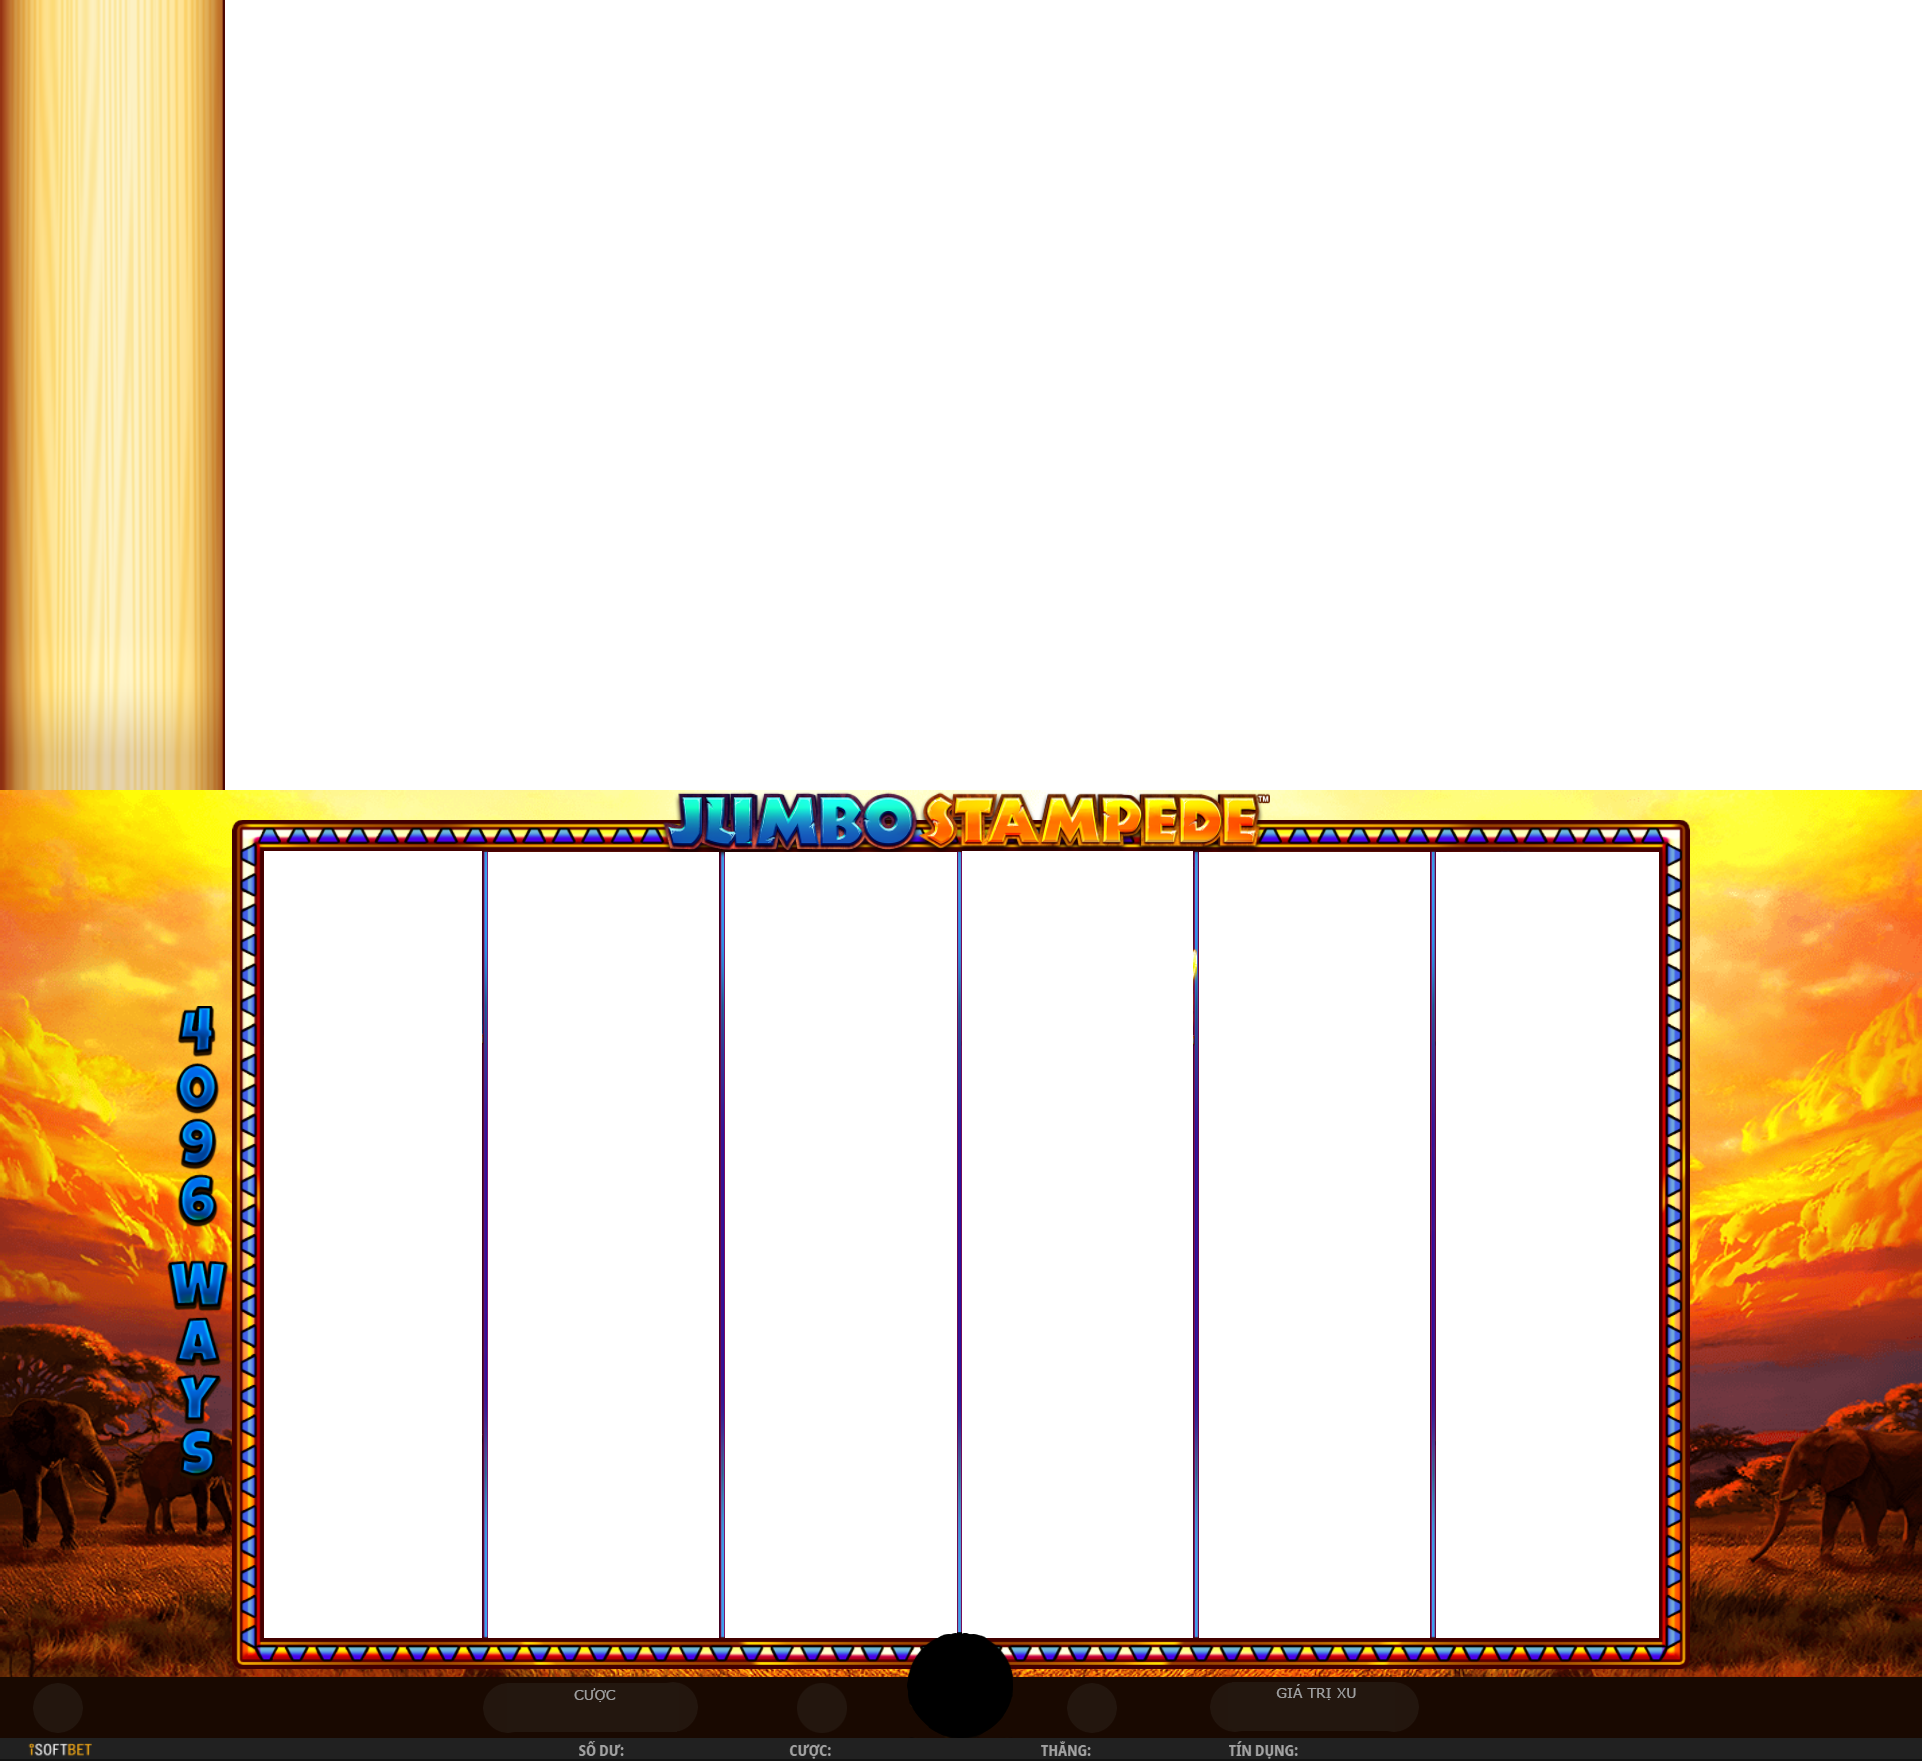 JUMBO STAMPEDE™
4096 WAYS
CƯỢC
GIÁ TRỊ XU
iSOFTBET
SỐ DƯ:
CƯỢC:
THẮNG:
TÍN DỤNG: